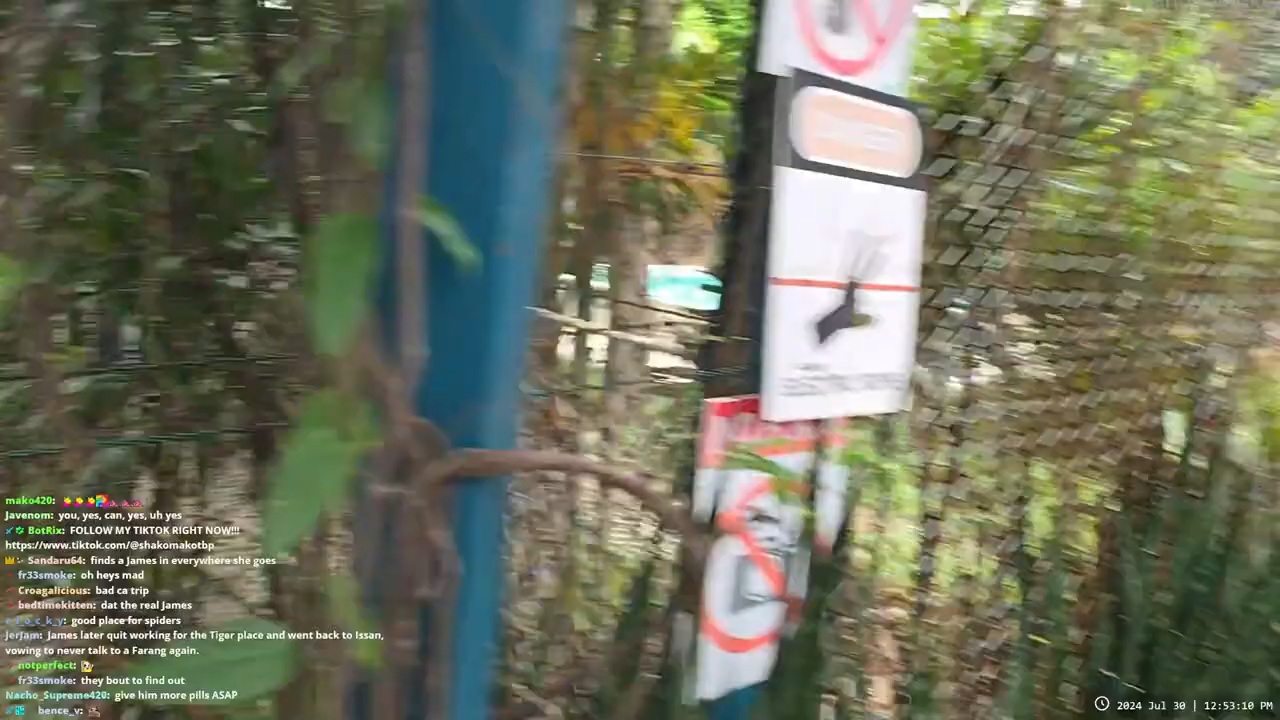 mako420:
Javenom: you, yes, can, yes, uh yes
BotRix: FOLLOW MY TIKTOK RIGHT NOW!!!
https://www.tiktok.com/@shakomakotbp
Sandaru64: finds a James in everywhere she goes
fr33smoke: oh heys mad
Croagalicious: bad ca trip
bedtimekitten: dat the real James
e_l_o_c_k_y: good place for spiders
JerJam: James later quit working for the Tiger place and went back to Issan,
vowing to never talk to a Farang again.
notperfect:
fr33smoke: they bout to find out
Nacho_Supreme420: give him more pills ASAP
bence_v:
2024 Jul 30 | 12:53:10 PM